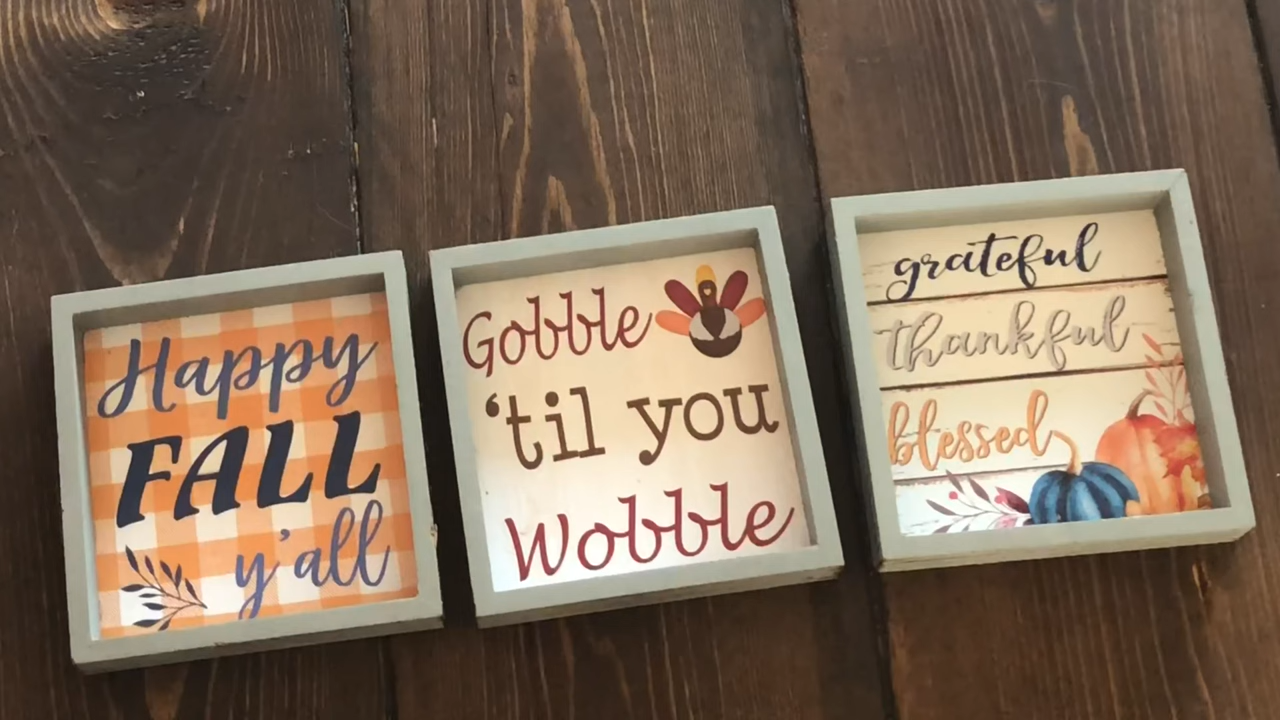 Happy
FALL
y'all
Gobble
‘til you
Wobble
grateful
thankful
blessed